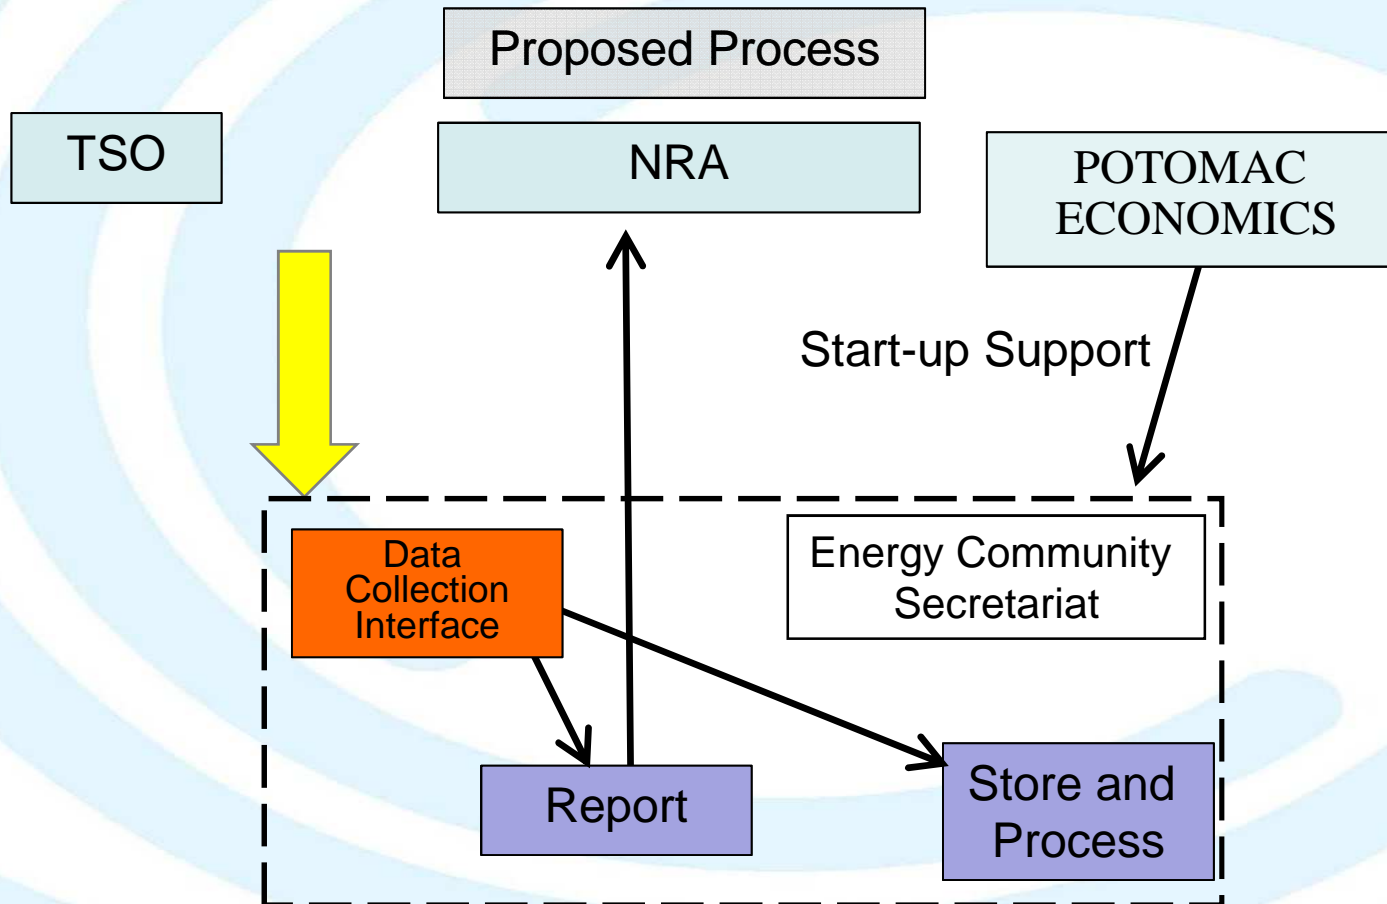 Proposed Process
TSO
NRA
POTOMAC
ECONOMICS
Start-up Support
Data
Collection
Interface
Energy Community
Secretariat
Report
Store and
Process